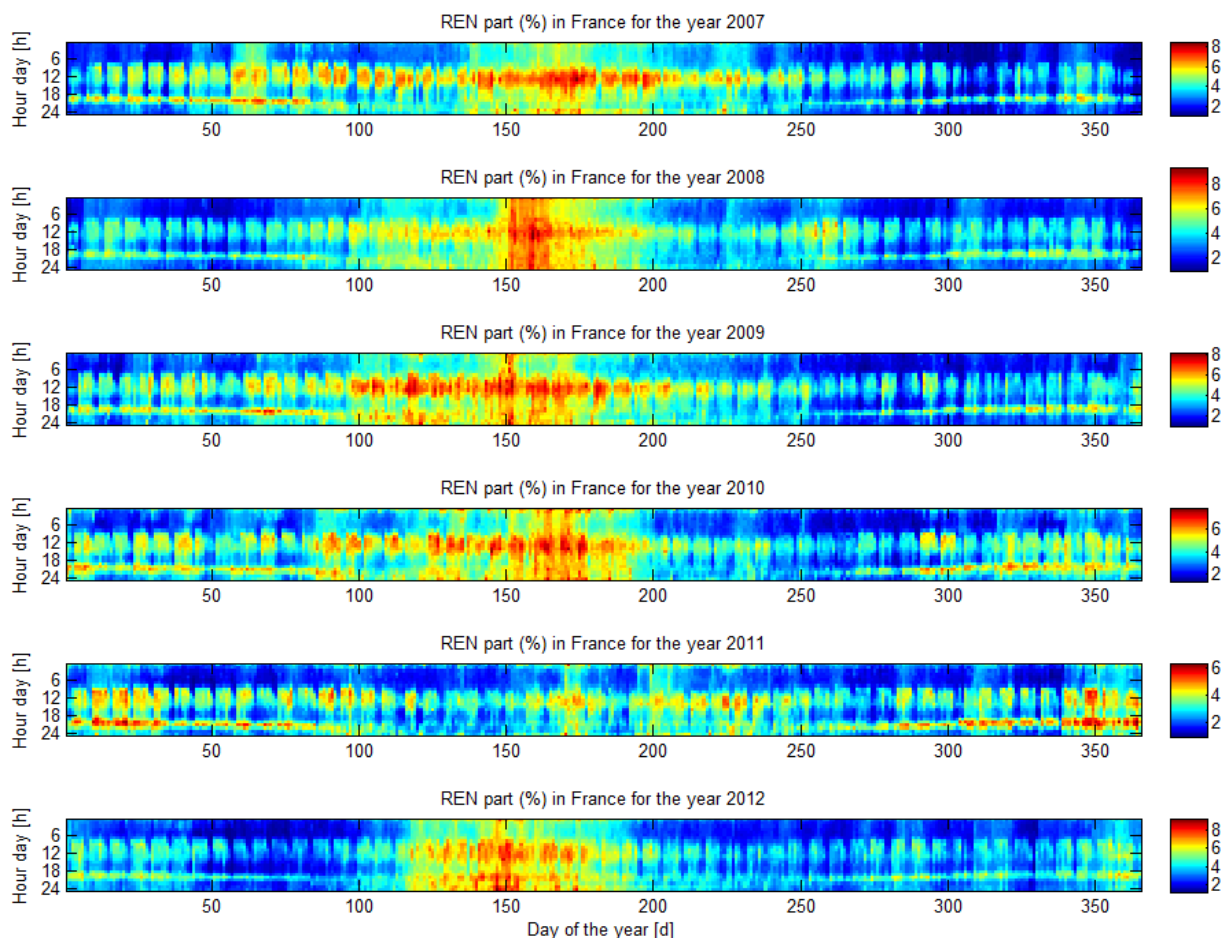 REN part (%) in France for the year 2007
Hour day [h]
6
12
18
24
50 100 150 200 250 300 350
8
6
4
2
REN part (%) in France for the year 2008
Hour day [h]
6
12
18
24
50 100 150 200 250 300 350
8
6
4
2
REN part (%) in France for the year 2009
Hour day [h]
6
12
18
24
50 100 150 200 250 300 350
8
6
4
2
REN part (%) in France for the year 2010
Hour day [h]
6
12
18
24
50 100 150 200 250 300 350
6
4
2
REN part (%) in France for the year 2011
Hour day [h]
6
12
18
24
50 100 150 200 250 300 350
6
4
2
REN part (%) in France for the year 2012
Hour day [h]
6
12
18
24
50 100 150 200 250 300 350
8
6
4
2
Day of the year [d]